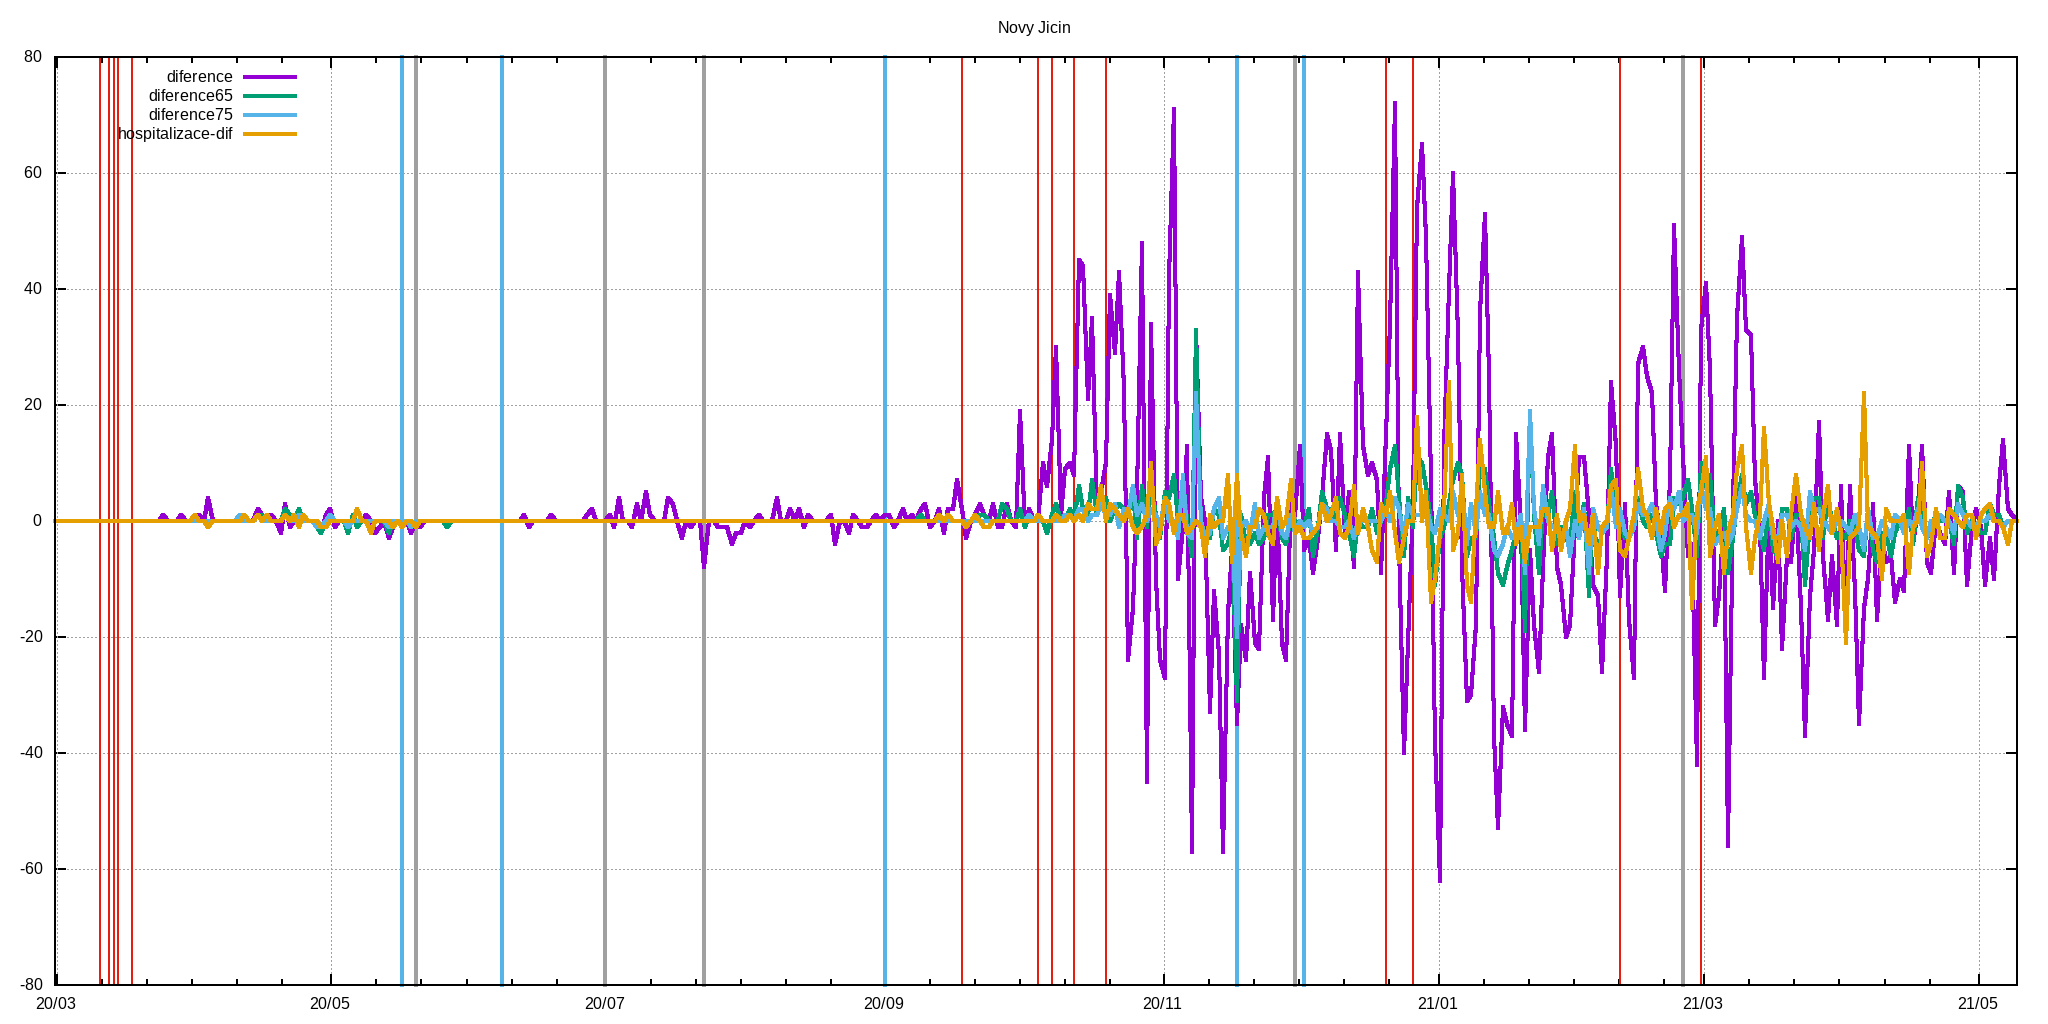 Novy Jicin
80
diference
diference65
diference75
hospitalizace-dif
60
40
20
0
-20
-40
-60
-80
20/03 20/05 20/07 20/09 20/11 21/01 21/03 21/05